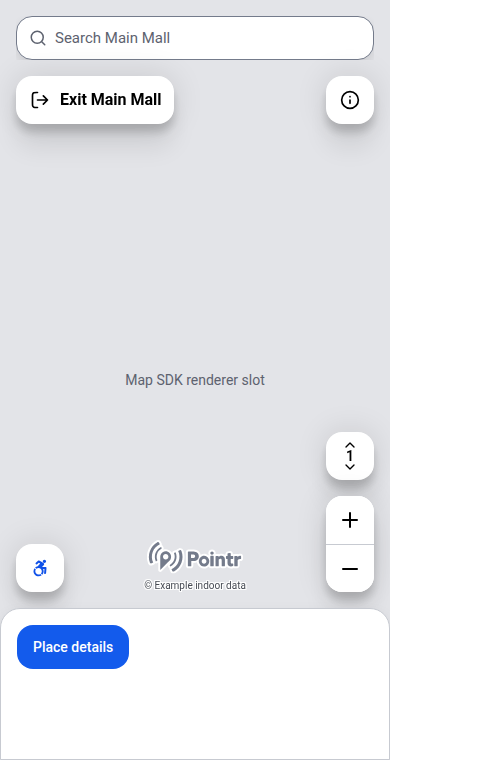 Search Main Mall
Exit Main Mall
Map SDK renderer slot
1
Pointr
© Example indoor data
Place details